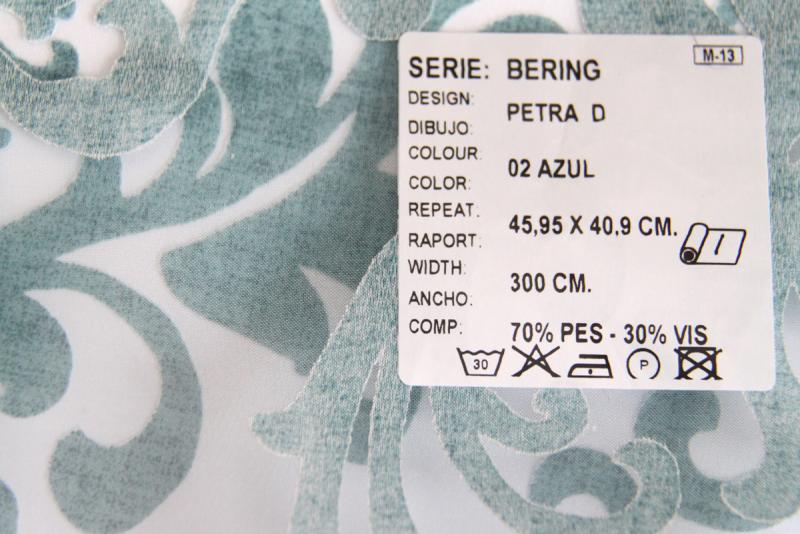 M-13
SERIE: BERING
DESIGN:
DIBUJO: PETRA D
COLOUR:
COLOR: 02 AZUL
REPEAT:
RAPORT: 45,95 X 40,9 CM.
WIDTH:
ANCHO: 300 CM.
COMP: 70% PES - 30% VIS
30 P